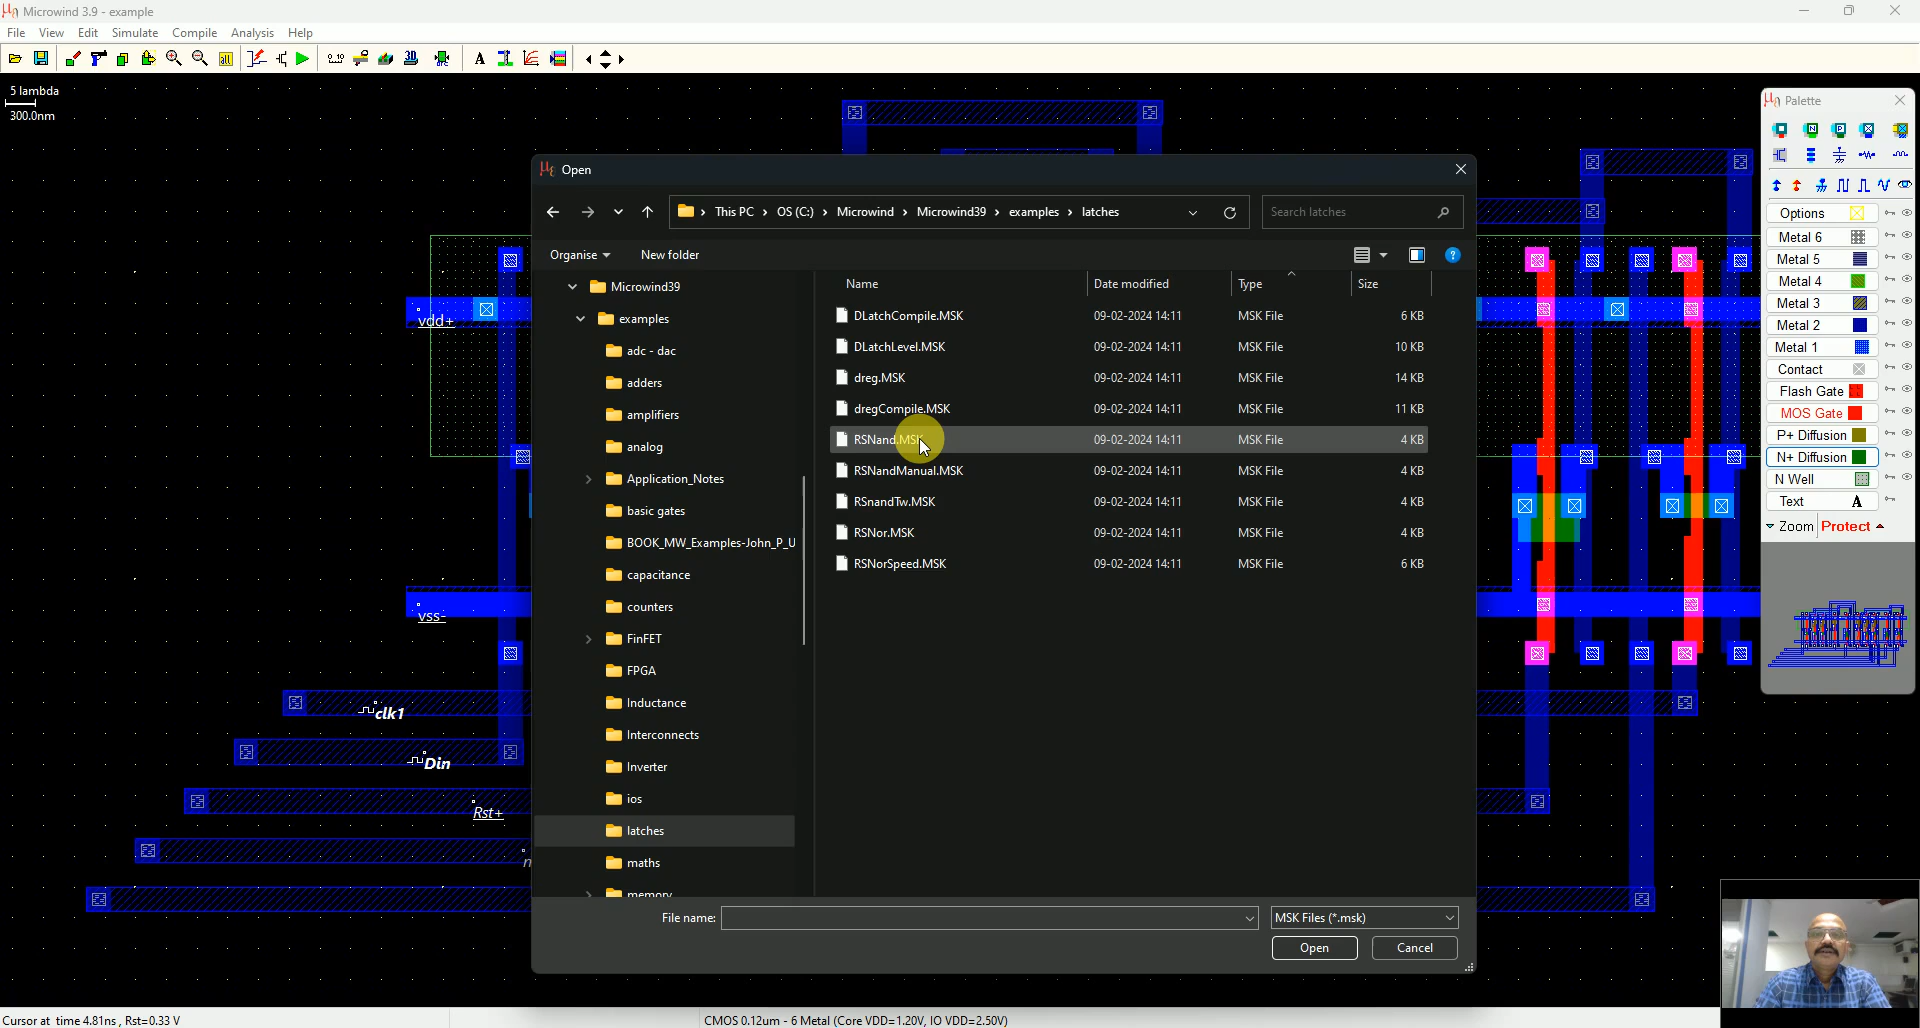 Microwind 3.9 - example
File View Edit Simulate Compile Analysis Help
5 lambda
300.0nm
vdd+
vss-
clk1
Din
Rst+
n
Open
This PC > OS (C:) > Microwind > Microwind39 > examples > latches
Search latches
Organise
New folder
Microwind39
examples
adc - dac
adders
amplifiers
analog
Application_Notes
basic gates
BOOK_MW_Examples-John_P_U
capacitance
counters
FinFET
FPGA
Inductance
Interconnects
Inverter
ios
latches
maths
memory
Name Date modified Type Size
DLatchCompile.MSK 09-02-2024 14:11 MSK File 6 KB
DLatchLevel.MSK 09-02-2024 14:11 MSK File 10 KB
dreg.MSK 09-02-2024 14:11 MSK File 14 KB
dregCompile.MSK 09-02-2024 14:11 MSK File 11 KB
RSNand.MSK 09-02-2024 14:11 MSK File 4 KB
RSNandManual.MSK 09-02-2024 14:11 MSK File 4 KB
RSnandTw.MSK 09-02-2024 14:11 MSK File 4 KB
RSNor.MSK 09-02-2024 14:11 MSK File 4 KB
RSNorSpeed.MSK 09-02-2024 14:11 MSK File 6 KB
File name:
MSK Files (*.msk)
Open Cancel
Palette
Options
Metal 6
Metal 5
Metal 4
Metal 3
Metal 2
Metal 1
Contact
Flash Gate
MOS Gate
P+ Diffusion
N+ Diffusion
N Well
Text A
Zoom Protect
Cursor at time 4.81ns , Rst=0.33 V
CMOS 0.12um - 6 Metal (Core VDD=1.20V, IO VDD=2.50V)